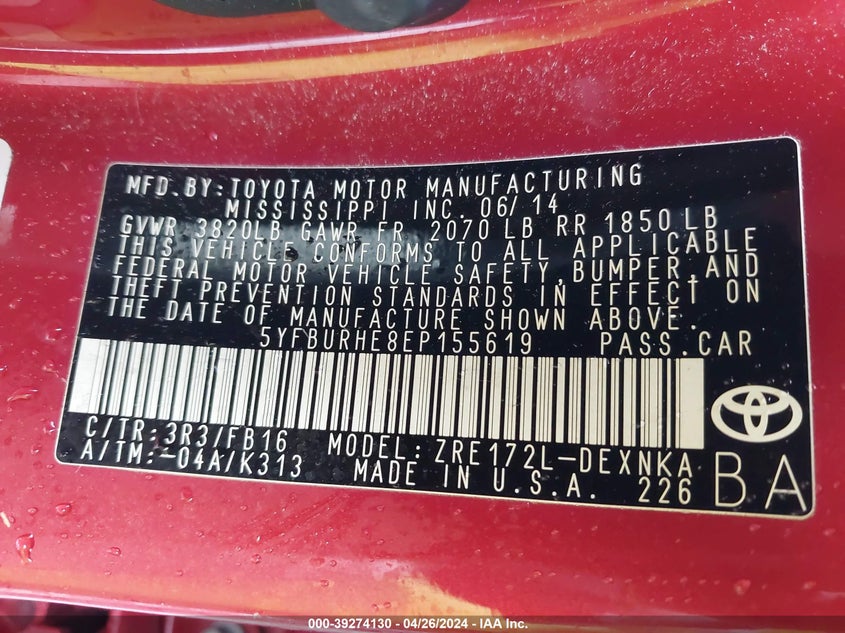 MFD. BY: TOYOTA MOTOR MANUFACTURING
MISSISSIPPI INC. 06/14
GVWR 3820LB GAWR FR 2070 LB RR 1850 LB
THIS VEHICLE CONFORMS TO ALL APPLICABLE
FEDERAL MOTOR VEHICLE SAFETY, BUMPER, AND
THEFT PREVENTION STANDARDS IN EFFECT ON
THE DATE OF MANUFACTURE SHOWN ABOVE.
5YFBURHE8EP155619 PASS. CAR
C/TR: 3R3/FB16 MODEL: ZRE172L-DEXNKA
A/TM: -04A/K313 MADE IN U.S.A. 226 BA
000-39274130 - 04/26/2024 - IAA Inc.